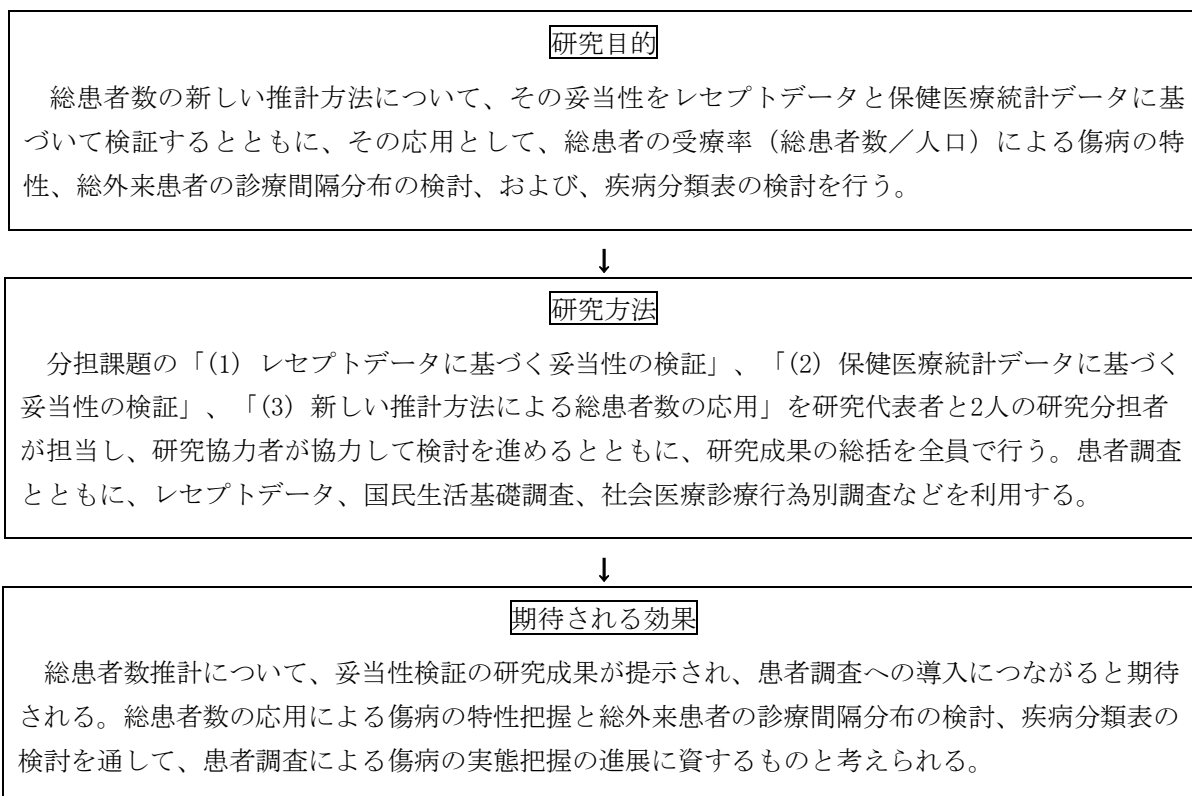 研究目的
総患者数の新しい推計方法について、その妥当性をレセプトデータと保健医療統計データに基
づいて検証するとともに、その応用として、総患者の受療率（総患者数／人口）による傷病の特
性、総外来患者の診療間隔分布の検討、および、疾病分類表の検討を行う。
↓
研究方法
分担課題の「(1) レセプトデータに基づく妥当性の検証」、「(2) 保健医療統計データに基づく
妥当性の検証」、「(3) 新しい推計方法による総患者数の応用」を研究代表者と2人の研究分担者
が担当し、研究協力者が協力して検討を進めるとともに、研究成果の総括を全員で行う。患者調査
とともに、レセプトデータ、国民生活基礎調査、社会医療診療行為別調査などを利用する。
↓
期待される効果
総患者数推計について、妥当性検証の研究成果が提示され、患者調査への導入につながると期待
される。総患者数の応用による傷病の特性把握と総外来患者の診療間隔分布の検討、疾病分類表の
検討を通して、患者調査による傷病の実態把握の進展に資するものと考えられる。